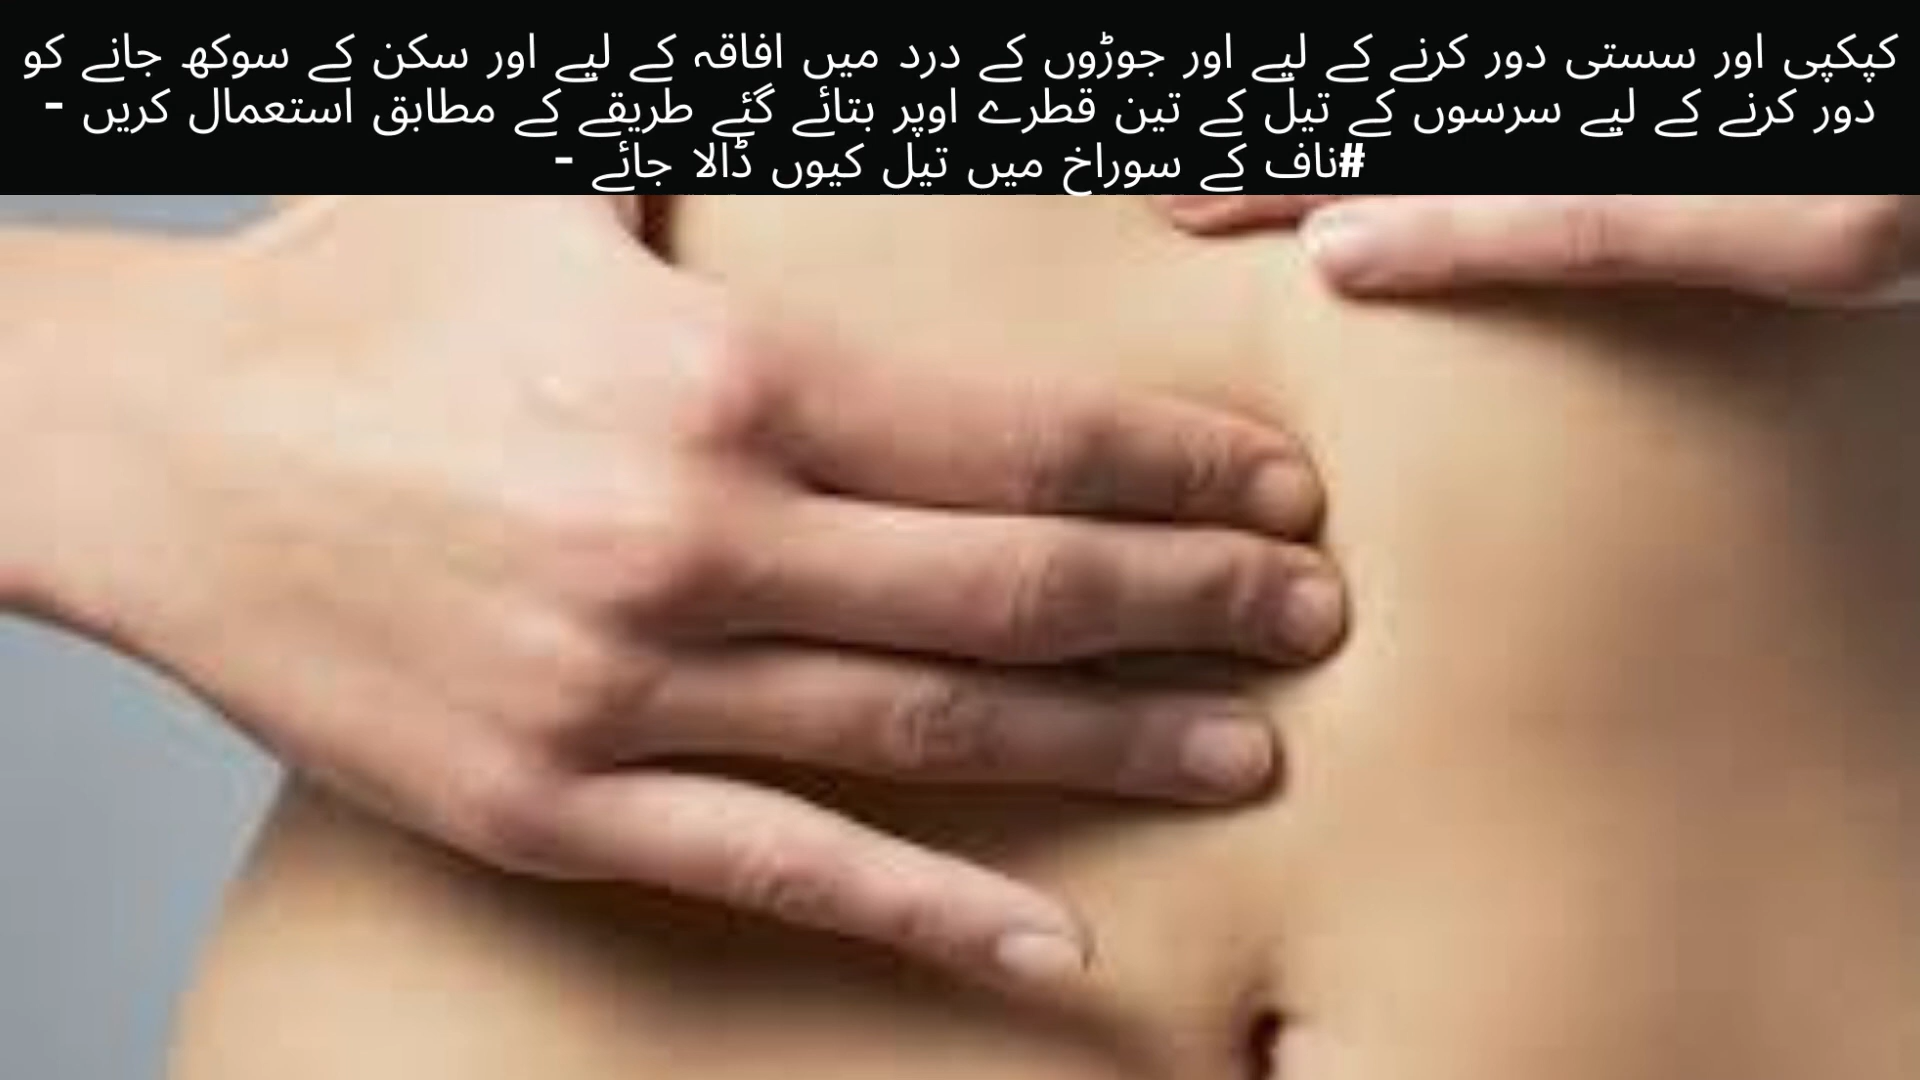 کپکپی اور سستی دور کرنے کے لیے اور جوڑوں کے درد میں افاقہ کے لیے اور سکن کے سوکھ جانے کو
دور کرنے کے لیے سرسوں کے تیل کے تین قطرے اوپر بتائے گئے طریقے کے مطابق استعمال کریں -
#ناف کے سوراخ میں تیل کیوں ڈالا جائے -